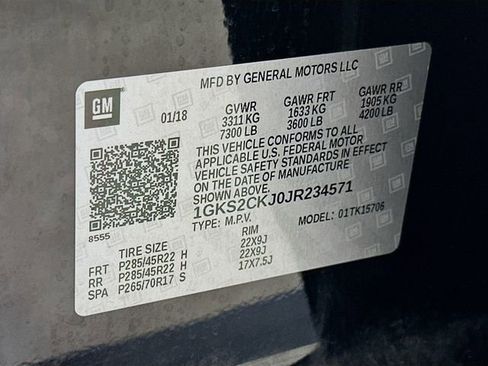 MFD BY GENERAL MOTORS LLC
GM
01/18 GVWR GAWR FRT GAWR RR
3311 KG 1633 KG 1905 KG
7300 LB 3600 LB 4200 LB
THIS VEHICLE CONFORMS TO ALL
APPLICABLE U.S. FEDERAL MOTOR
VEHICLE SAFETY STANDARDS IN EFFECT
ON THE DATE OF MANUFACTURE
SHOWN ABOVE.
1GKS2CKJ0JR234571
TYPE: M.P.V. MODEL: 01TK15706
8555
TIRE SIZE RIM
FRT P285/45R22 H 22X9J
RR P285/45R22 H 22X9J
SPA P265/70R17 S 17X7.5J